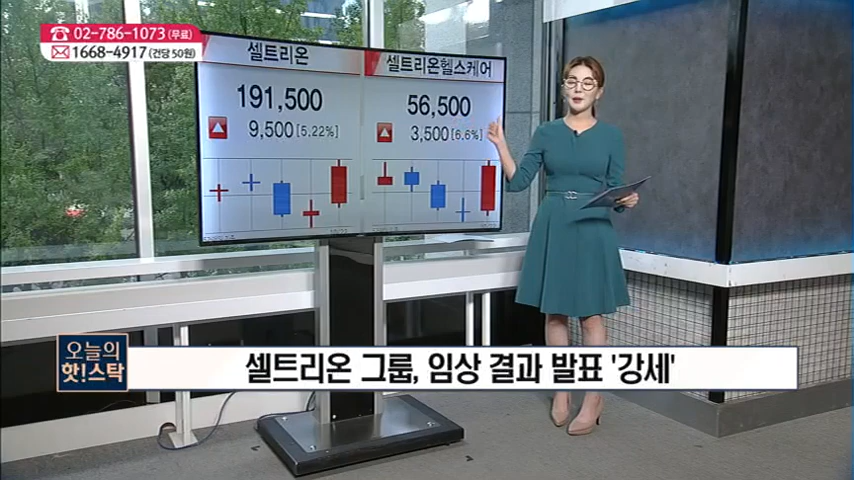 02-786-1073(무료)
1668-4917(건당 50원)
셀트리온
191,500
9,500[5.22%]
셀트리온헬스케어
56,500
3,500[6.6%]
오늘의
핫!스탁
셀트리온 그룹, 임상 결과 발표 '강세'